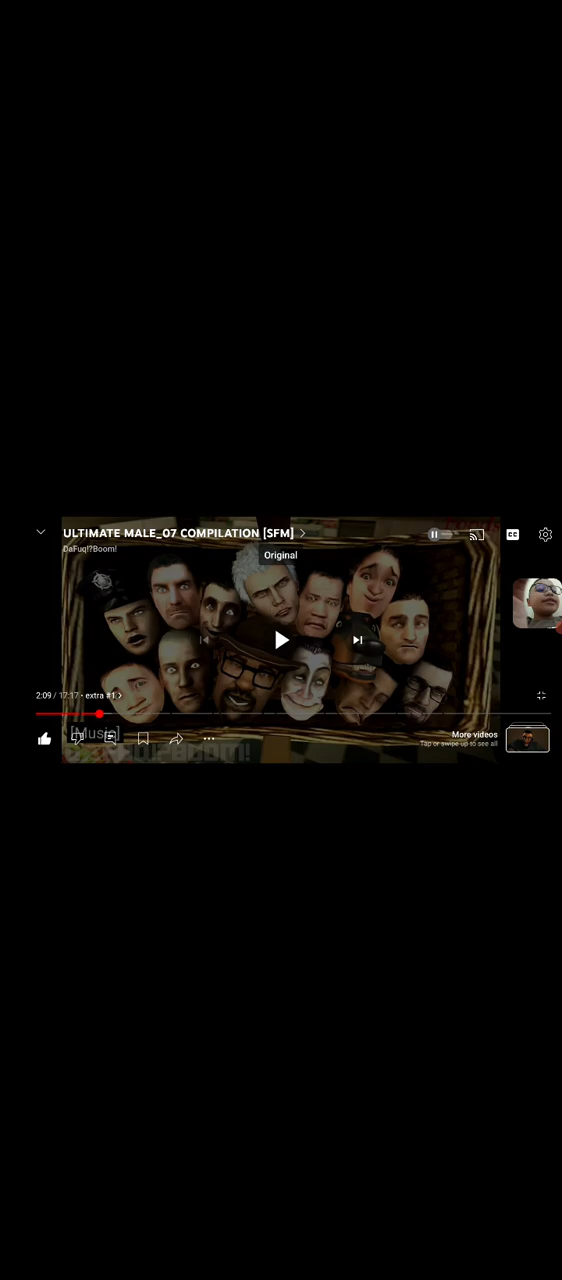 ULTIMATE MALE_07 COMPILATION [SFM]
DaFuq!?Boom!
Original
2:09 / 17:17 • extra #1
[Music]
More videos
Tap or swipe up to see all